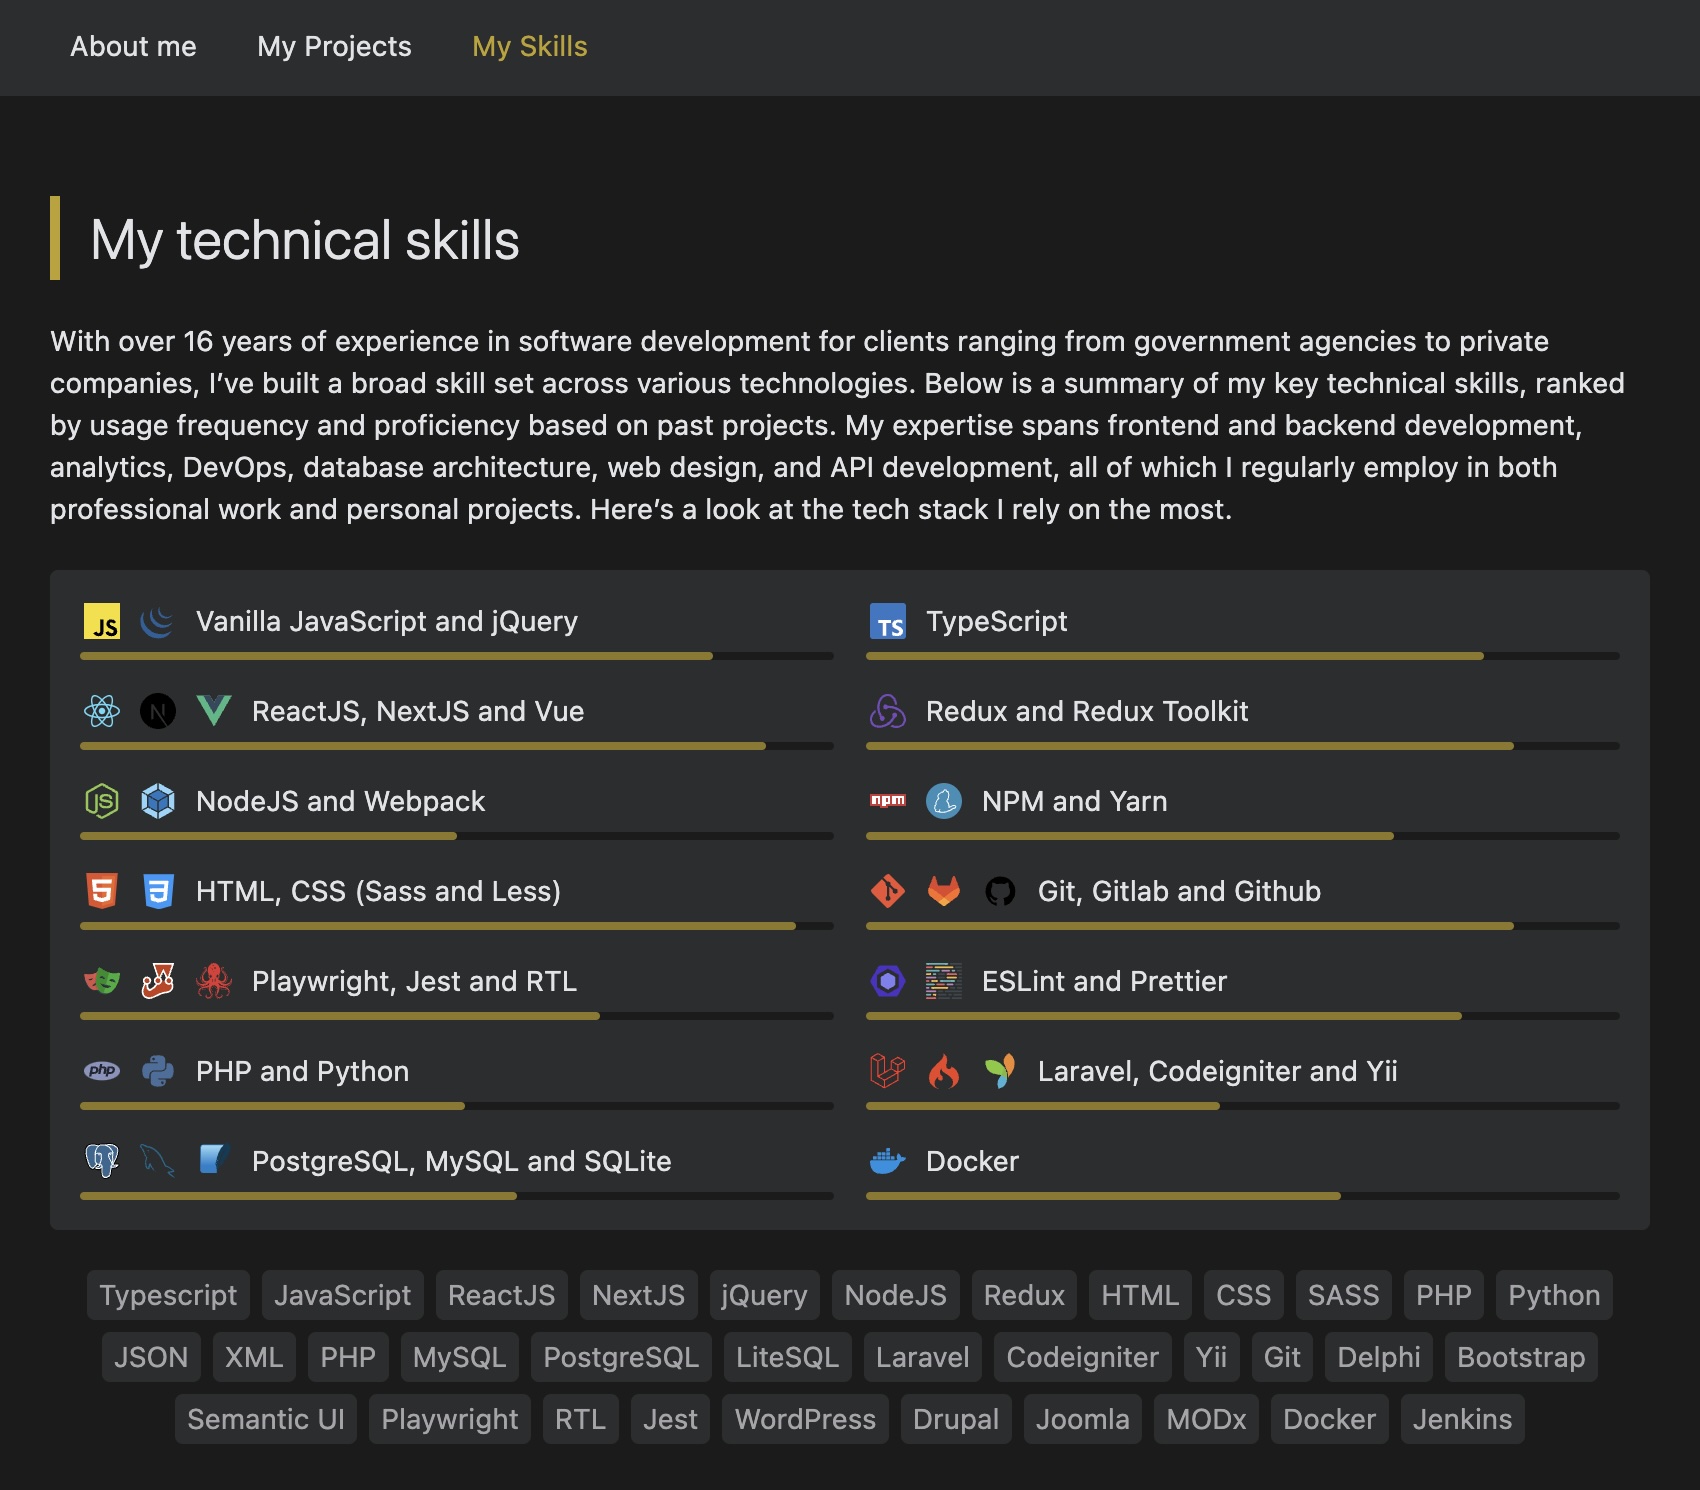 About me My Projects My Skills
My technical skills
With over 16 years of experience in software development for clients ranging from government agencies to private
companies, I’ve built a broad skill set across various technologies. Below is a summary of my key technical skills, ranked
by usage frequency and proficiency based on past projects. My expertise spans frontend and backend development,
analytics, DevOps, database architecture, web design, and API development, all of which I regularly employ in both
professional work and personal projects. Here’s a look at the tech stack I rely on the most.
JS Vanilla JavaScript and jQuery
TS TypeScript
N ReactJS, NextJS and Vue
Redux and Redux Toolkit
JS NodeJS and Webpack
npm NPM and Yarn
5 3 HTML, CSS (Sass and Less)
Git, Gitlab and Github
Playwright, Jest and RTL
ESLint and Prettier
php PHP and Python
Laravel, Codeigniter and Yii
PostgreSQL, MySQL and SQLite
Docker
Typescript JavaScript ReactJS NextJS jQuery NodeJS Redux HTML CSS SASS PHP Python
JSON XML PHP MySQL PostgreSQL LiteSQL Laravel Codeigniter Yii Git Delphi Bootstrap
Semantic UI Playwright RTL Jest WordPress Drupal Joomla MODx Docker Jenkins